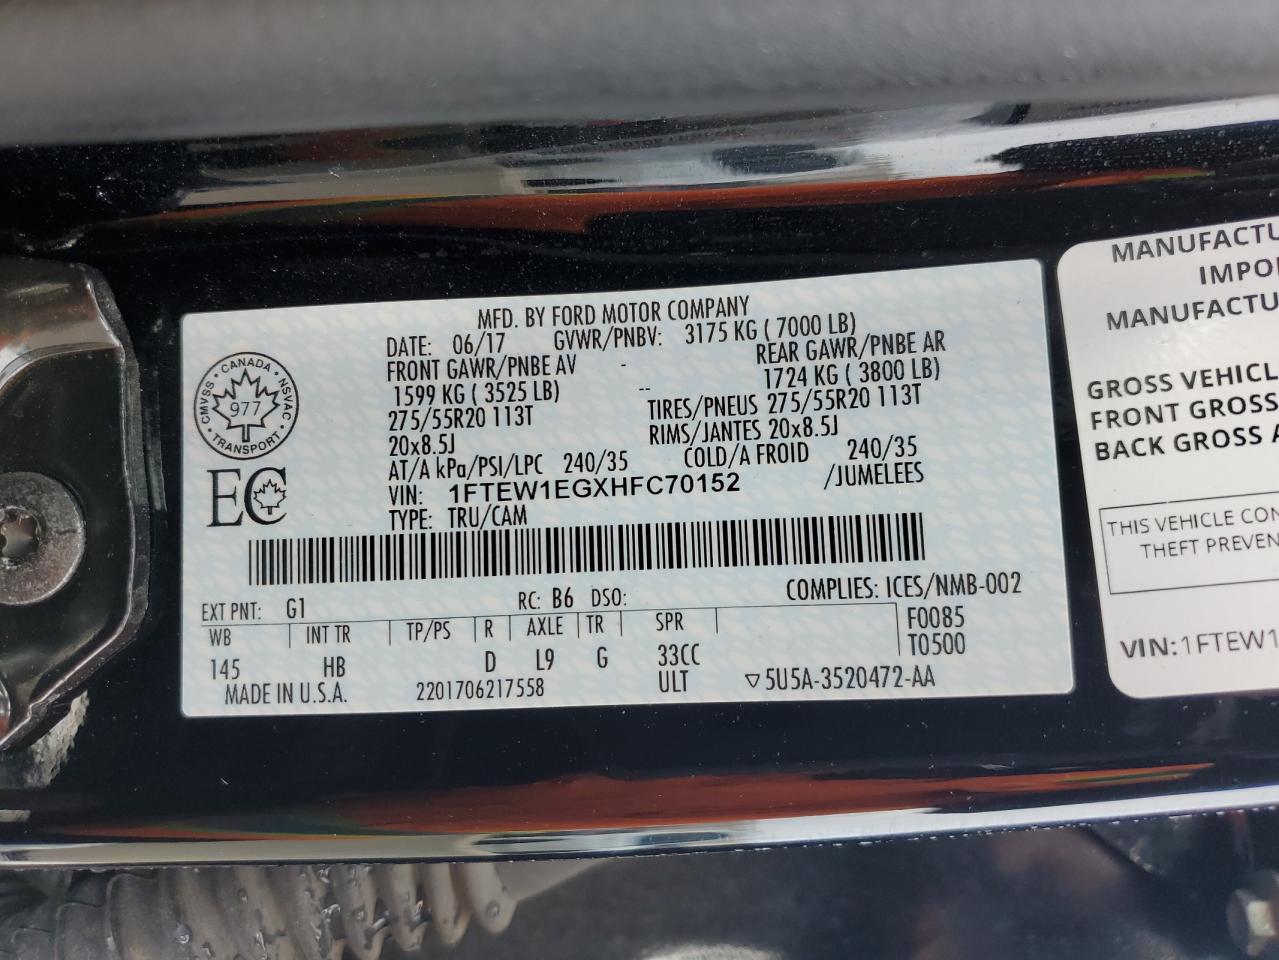 MFD. BY FORD MOTOR COMPANY
DATE: 06/17 GVWR/PNBV: 3175 KG ( 7000 LB)
FRONT GAWR/PNBE AV - REAR GAWR/PNBE AR
1599 KG ( 3525 LB) -- 1724 KG ( 3800 LB)
275/55R20 113T TIRES/PNEUS 275/55R20 113T
20x8.5J RIMS/JANTES 20x8.5J
AT/A kPa/PSI/LPC 240/35 COLD/A FROID 240/35
VIN: 1FTEW1EGXHFC70152 /JUMELEES
TYPE: TRU/CAM
CANADA
CMVSS · NSVAC
977
TRANSPORT
EC
EXT PNT: G1 RC: B6 DSO: COMPLIES: ICES/NMB-002
WB INT TR TP/PS R AXLE TR SPR F0085
145 HB D L9 G 33CC T0500
MADE IN U.S.A. 2201706217558 ULT ▽5U5A-3520472-AA
MANUFACTU
IMPO
MANUFACTU
GROSS VEHICL
FRONT GROSS
BACK GROSS A
THIS VEHICLE CON
THEFT PREVEN
VIN:1FTEW1